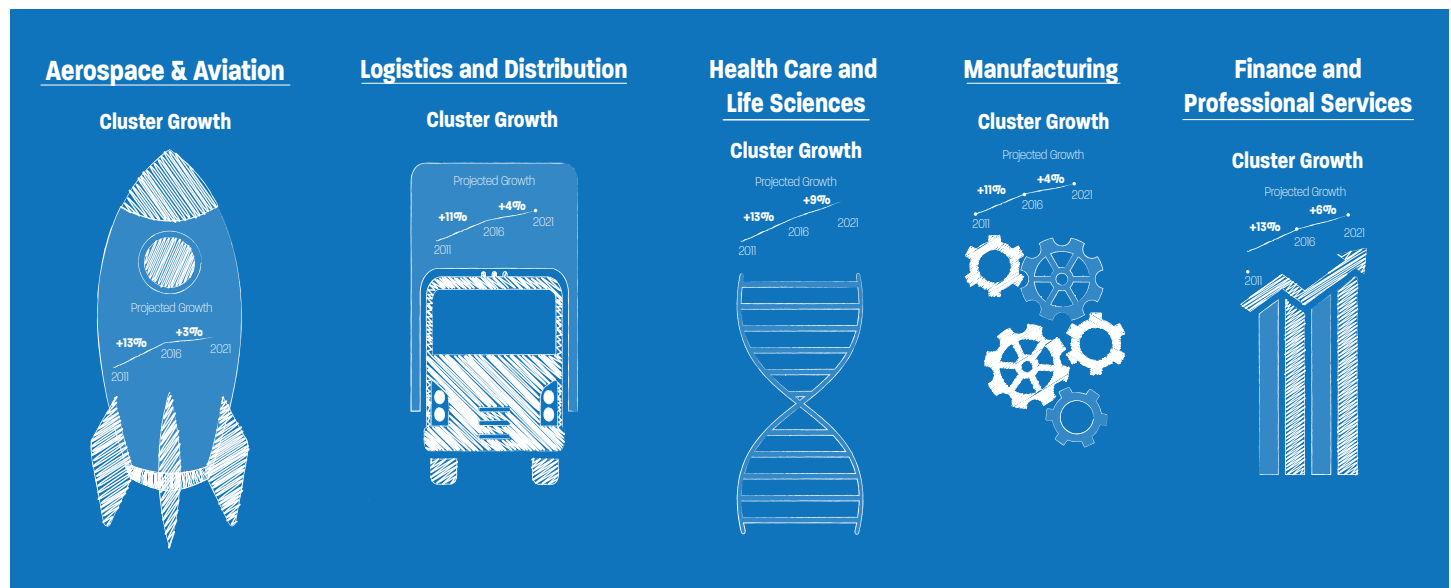 Aerospace & Aviation
Cluster Growth
Projected Growth
+13%
+3%
2011
2016
2021
Logistics and Distribution
Cluster Growth
Projected Growth
+11%
+4%
2011
2016
2021
Health Care and
Life Sciences
Cluster Growth
Projected Growth
+13%
+9%
2011
2016
2021
Manufacturing
Cluster Growth
Projected Growth
+11%
+4%
2011
2016
2021
Finance and
Professional Services
Cluster Growth
Projected Growth
+13%
+6%
2011
2016
2021